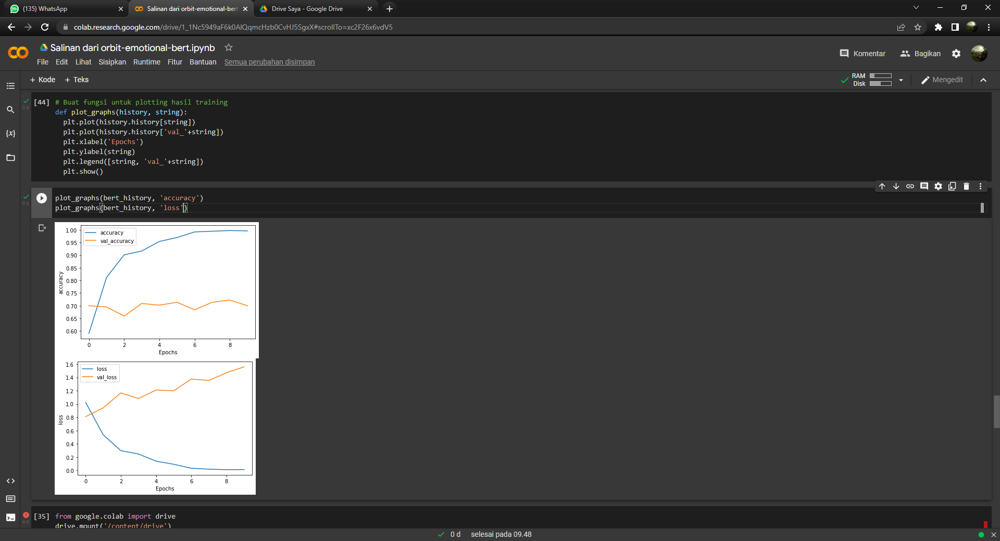 (135) WhatsApp
Salinan dari orbit-emotional-bert
Drive Saya - Google Drive
colab.research.google.com/drive/1_1Nc5949aF6k0AlQqmcHzb0CvHJ5SgxX#scrollTo=xc2F26x6vdV5
Salinan dari orbit-emotional-bert.ipynb
File Edit Lihat Sisipkan Runtime Fitur Bantuan Semua perubahan disimpan
Komentar Bagikan
+ Kode + Teks
RAM
Disk
Mengedit
[44] # Buat fungsi untuk plotting hasil training
0 d
def plot_graphs(history, string):
plt.plot(history.history[string])
plt.plot(history.history['val_'+string])
plt.xlabel('Epochs')
plt.ylabel(string)
plt.legend([string, 'val_'+string])
plt.show()
plot_graphs(bert_history, 'accuracy')
0 d
plot_graphs(bert_history, 'loss')
accuracy
val_accuracy
1.00
0.95
0.90
0.85
0.80
0.75
0.70
0.65
0.60
accuracy
0 2 4 6 8
Epochs
loss
val_loss
1.6
1.4
1.2
1.0
0.8
0.6
0.4
0.2
0.0
loss
0 2 4 6 8
Epochs
[35] from google.colab import drive
4 d
drive.mount('/content/drive')
0 d selesai pada 09.48